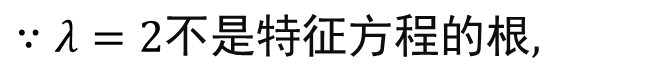 ∵ λ = 2不是特征方程的根,